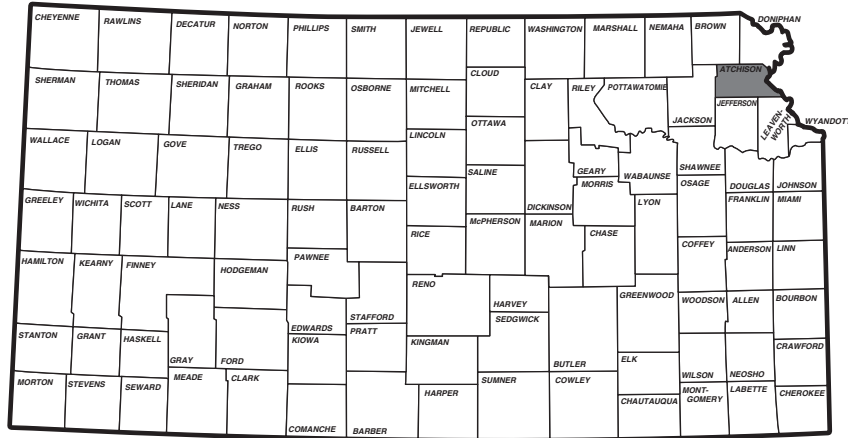 CHEYENNE
RAWLINS
DECATUR
NORTON
PHILLIPS
SMITH
JEWELL
REPUBLIC
WASHINGTON
MARSHALL
NEMAHA
BROWN
DONIPHAN
SHERMAN
THOMAS
SHERIDAN
GRAHAM
ROOKS
OSBORNE
MITCHELL
CLOUD
CLAY
RILEY
POTTAWATOMIE
JACKSON
ATCHISON
JEFFERSON
LEAVEN-
WORTH
WYANDOTT
WALLACE
LOGAN
GOVE
TREGO
ELLIS
RUSSELL
LINCOLN
OTTAWA
SALINE
ELLSWORTH
DICKINSON
GEARY
MORRIS
WABAUNSE
SHAWNEE
OSAGE
DOUGLAS
JOHNSON
GREELEY
WICHITA
SCOTT
LANE
NESS
RUSH
BARTON
RICE
McPHERSON
MARION
CHASE
LYON
FRANKLIN
MIAMI
HAMILTON
KEARNY
FINNEY
HODGEMAN
PAWNEE
STAFFORD
RENO
HARVEY
SEDGWICK
GREENWOOD
COFFEY
ANDERSON
LINN
WOODSON
ALLEN
BOURBON
STANTON
GRANT
HASKELL
GRAY
FORD
EDWARDS
KIOWA
PRATT
KINGMAN
BUTLER
ELK
WILSON
NEOSHO
CRAWFORD
MORTON
STEVENS
SEWARD
MEADE
CLARK
COMANCHE
BARBER
HARPER
SUMNER
COWLEY
CHAUTAUQUA
MONT-
GOMERY
LABETTE
CHEROKEE